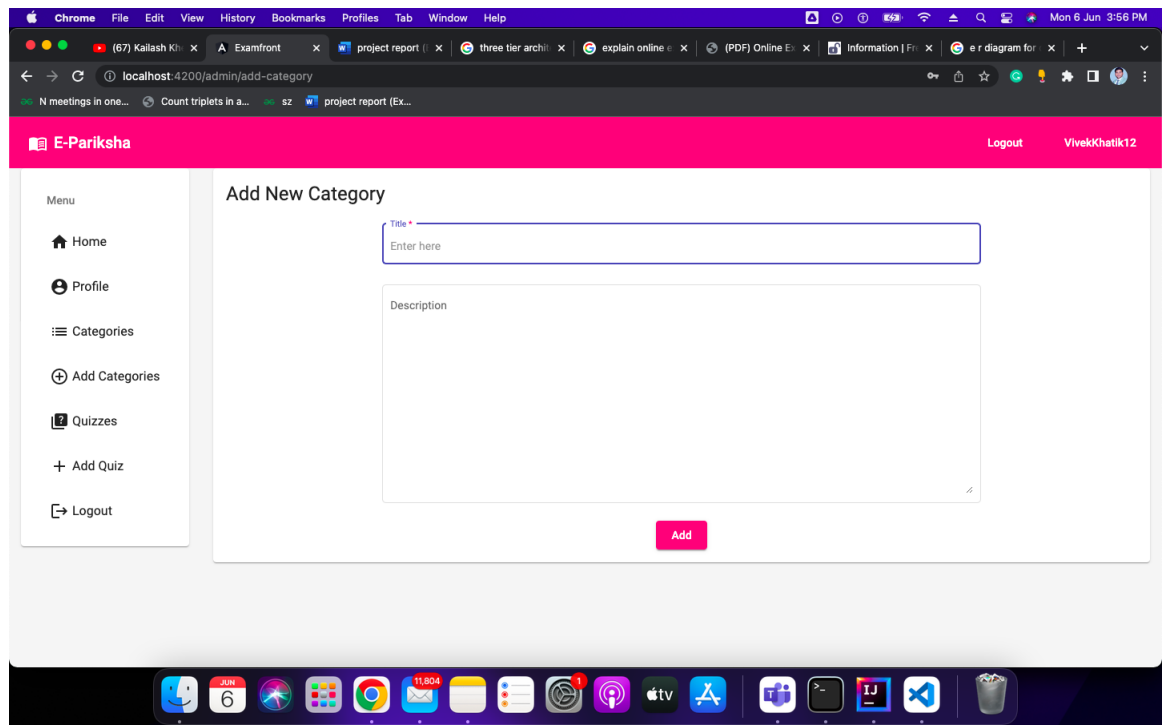 Chrome File Edit View History Bookmarks Profiles Tab Window Help Mon 6 Jun 3:56 PM
(67) Kailash Kh Examfront project report ( three tier archit explain online e (PDF) Online Ex Information | Fr e r diagram for
localhost:4200/admin/add-category
N meetings in one... Count triplets in a... sz project report (Ex...
E-Pariksha Logout VivekKhatik12
Menu
Home
Profile
Categories
Add Categories
Quizzes
Add Quiz
Logout
Add New Category
Title *
Enter here
Description
Add
JUN
6
11,804
1
tv
IJ